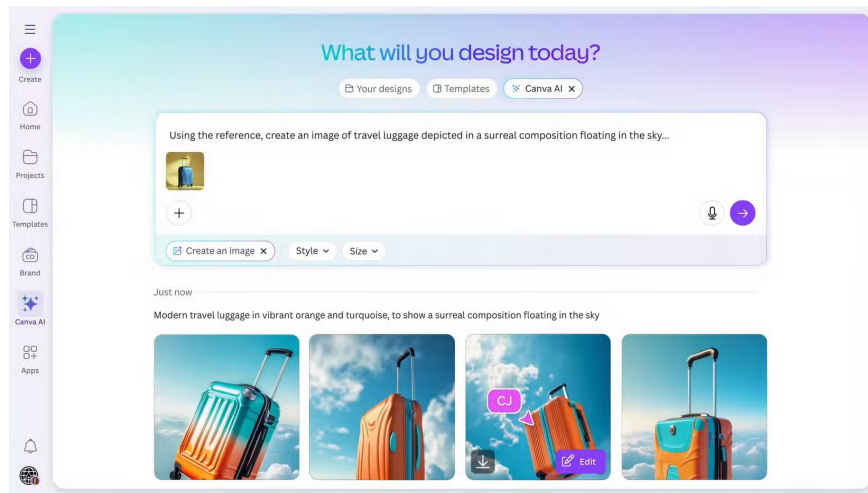 What will you design today?
Your designs
Templates
Canva AI
Using the reference, create an image of travel luggage depicted in a surreal composition floating in the sky...
Create an image
Style
Size
Just now
Modern travel luggage in vibrant orange and turquoise, to show a surreal composition floating in the sky
CJ
Edit
Create
Home
Projects
Templates
CO
Brand
Canva AI
Apps